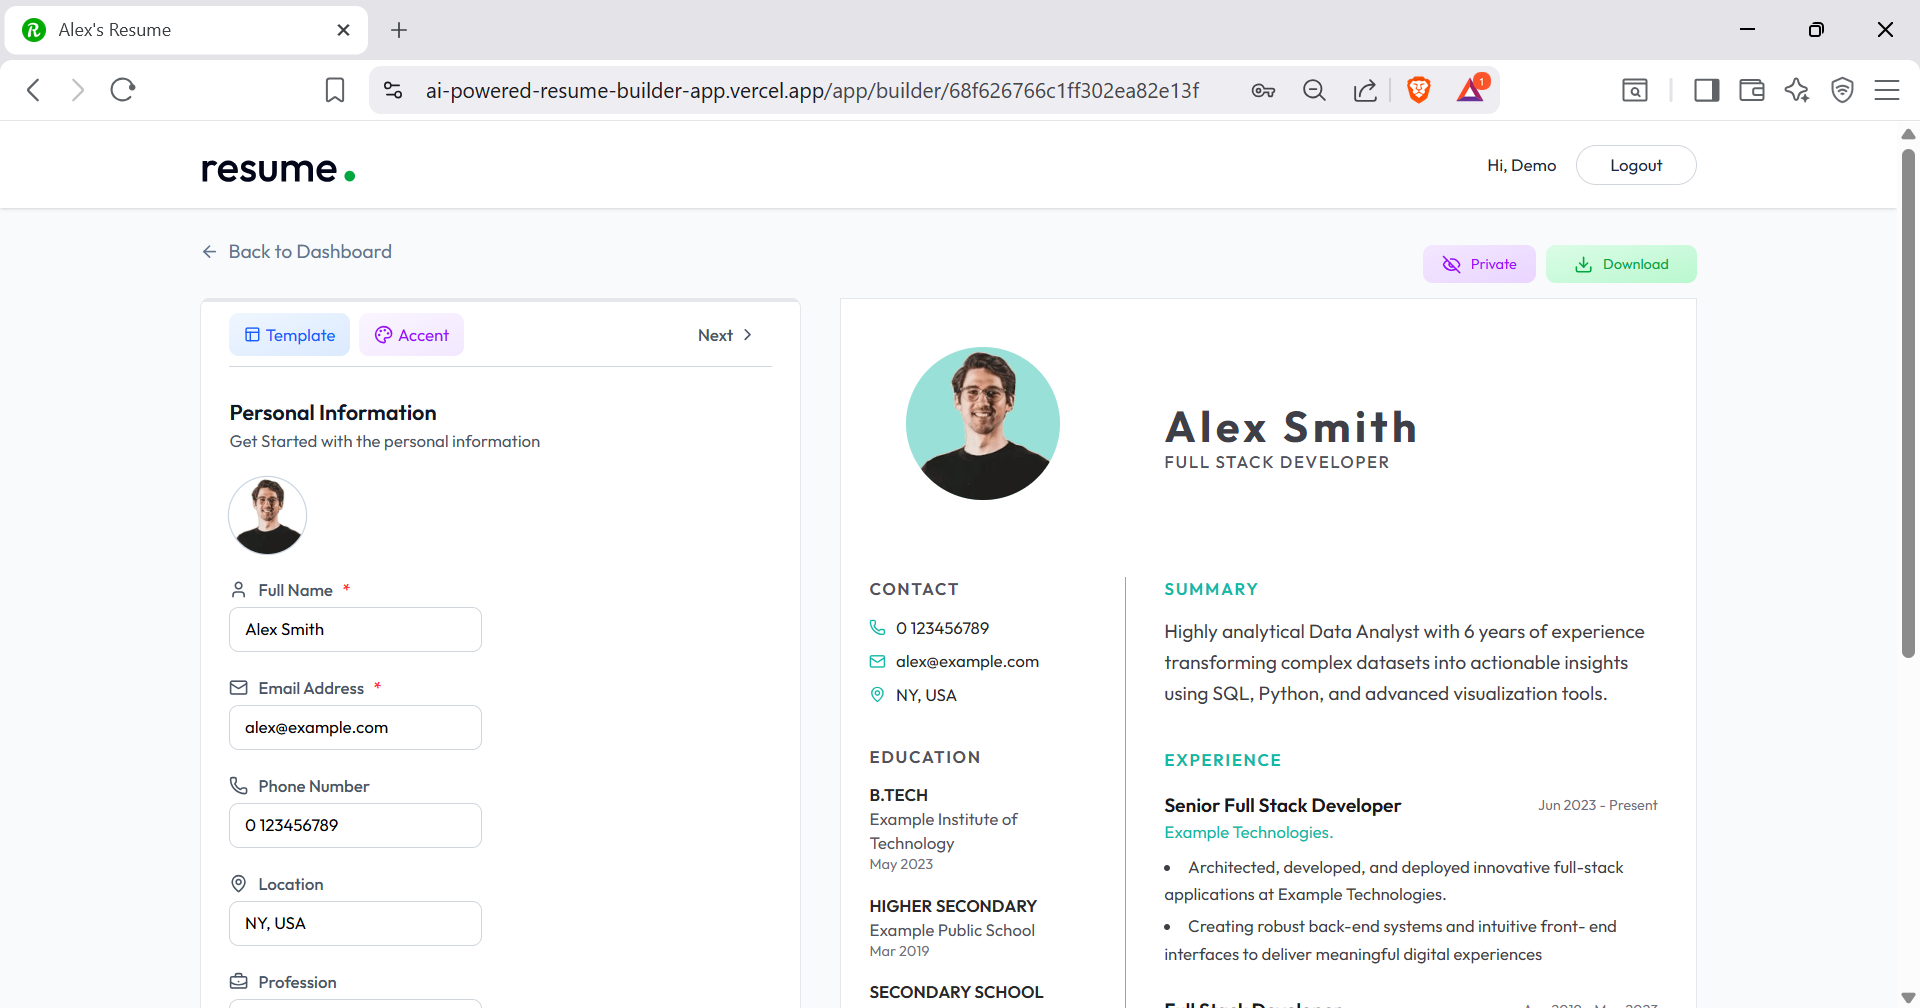 Alex's Resume
ai-powered-resume-builder-app.vercel.app/app/builder/68f626766c1ff302ea82e13f
1
resume.
Hi, Demo
Logout
Back to Dashboard
Private
Download
Template
Accent
Next
Personal Information
Get Started with the personal information
Full Name *
Alex Smith
Email Address *
alex@example.com
Phone Number
0 123456789
Location
NY, USA
Profession
Alex Smith
FULL STACK DEVELOPER
CONTACT
0 123456789
alex@example.com
NY, USA
EDUCATION
B.TECH
Example Institute of
Technology
May 2023
HIGHER SECONDARY
Example Public School
Mar 2019
SECONDARY SCHOOL
SUMMARY
Highly analytical Data Analyst with 6 years of experience
transforming complex datasets into actionable insights
using SQL, Python, and advanced visualization tools.
EXPERIENCE
Senior Full Stack Developer
Jun 2023 - Present
Example Technologies.
• Architected, developed, and deployed innovative full-stack
applications at Example Technologies.
• Creating robust back-end systems and intuitive front- end
interfaces to deliver meaningful digital experiences
Full Stack Developer